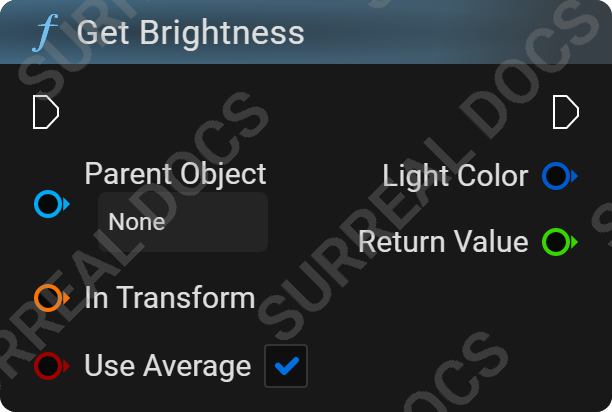 f Get Brightness
Parent Object
None
Light Color
Return Value
In Transform
Use Average
SURREAL DOCS
SURREAL DOCS
SURREAL DOCS